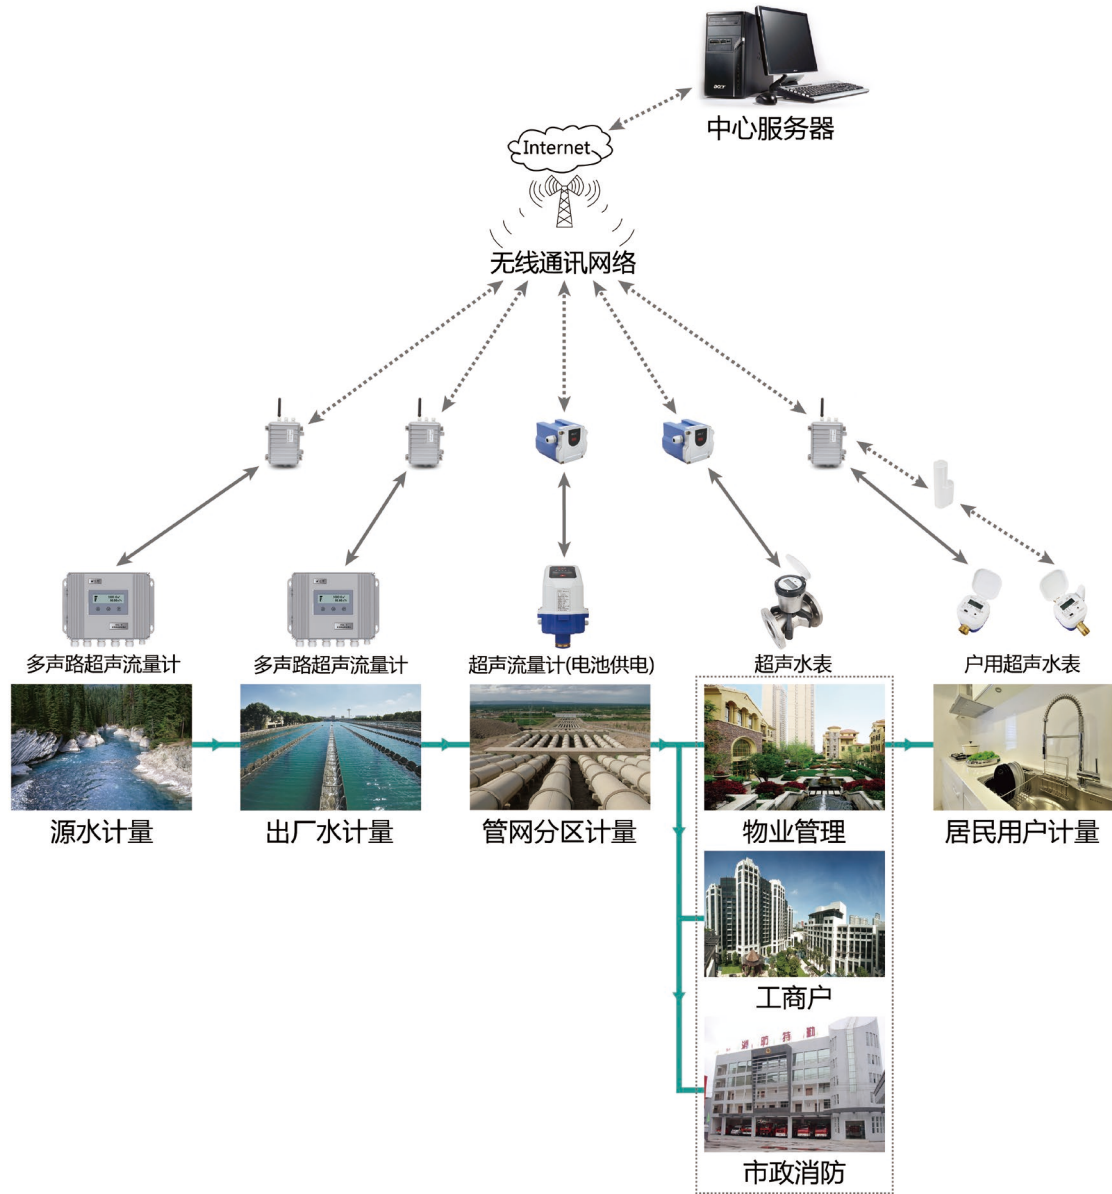 中心服务器
Internet
无线通讯网络
多声路超声流量计
多声路超声流量计
超声流量计(电池供电)
超声水表
户用超声水表
源水计量
出厂水计量
管网分区计量
物业管理
居民用户计量
工商户
消防特勤
市政消防